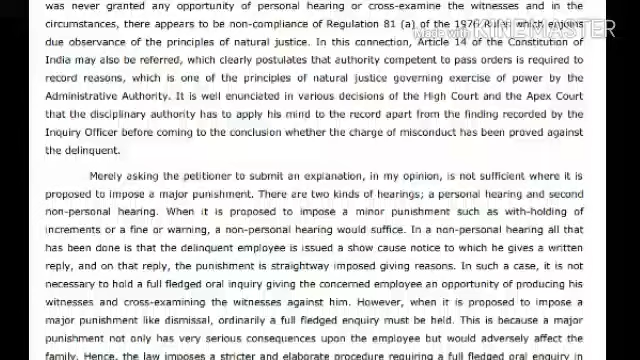 was never granted any opportunity of personal hearing or cross-examine the witnesses and in the
circumstances, there appears to be non-compliance of Regulation 81 (a) of the 1976 Rules which enjoins
due observance of the principles of natural justice. In this connection, Article 14 of the Constitution of
India may also be referred, which clearly postulates that authority competent to pass orders is required to
record reasons, which is one of the principles of natural justice governing exercise of power by the
Administrative Authority. It is well enunciated in various decisions of the High Court and the Apex Court
that the disciplinary authority has to apply his mind to the record apart from the finding recorded by the
Inquiry Officer before coming to the conclusion whether the charge of misconduct has been proved against
the delinquent.
Merely asking the petitioner to submit an explanation, in my opinion, is not sufficient where it is
proposed to impose a major punishment. There are two kinds of hearings; a personal hearing and second
non-personal hearing. When it is proposed to impose a minor punishment such as with-holding of
increments or a fine or warning, a non-personal hearing would suffice. In a non-personal hearing all that
has been done is that the delinquent employee is issued a show cause notice to which he gives a written
reply, and on that reply, the punishment is straightway imposed giving reasons. In such a case, it is not
necessary to hold a full fledged oral inquiry giving the concerned employee an opportunity of producing his
witnesses and cross-examining the witnesses against him. However, when it is proposed to impose a
major punishment like dismissal, ordinarily a full fledged enquiry must be held. This is because a major
punishment not only has very serious consequences upon the employee but would adversely affect the
family. Hence, the law imposes a stricter and elaborate procedure requiring a full fledged oral enquiry in
Made with KINEMASTER